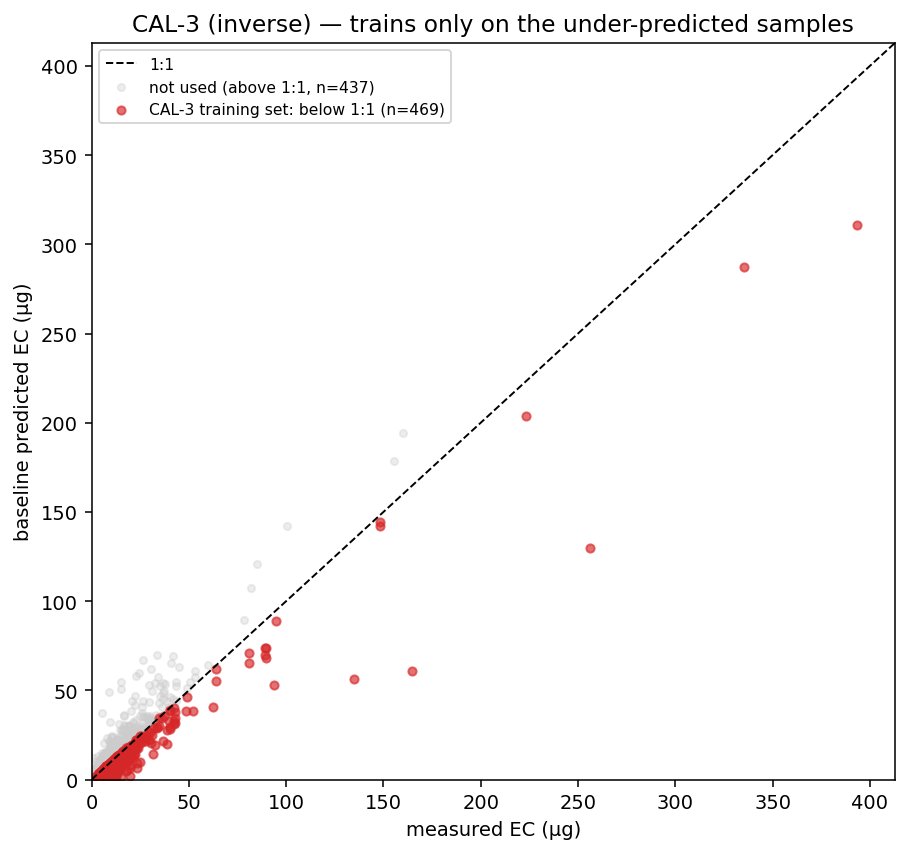 CAL-3 (inverse) — trains only on the under-predicted samples
1:1
not used (above 1:1, n=437)
CAL-3 training set: below 1:1 (n=469)
baseline predicted EC (µg)
400
350
300
250
200
150
100
50
0
0 50 100 150 200 250 300 350 400
measured EC (µg)